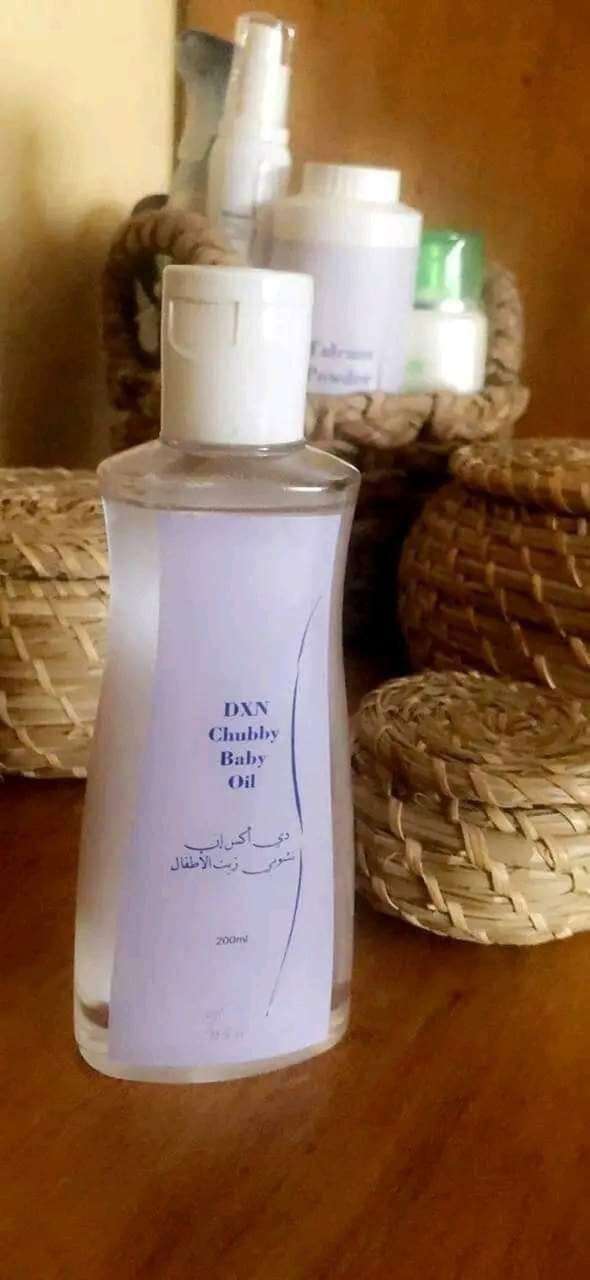 Talcum
Powder
DXN
Chubby
Baby
Oil
دي أكس إن
تشوبي زيت الأطفال
200ml